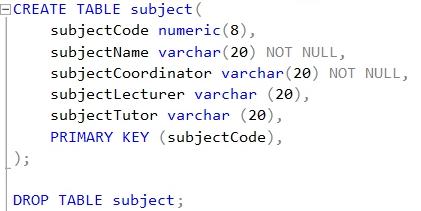 CREATE TABLE subject(
subjectCode numeric(8),
subjectName varchar(20) NOT NULL,
subjectCoordinator varchar(20) NOT NULL,
subjectLecturer varchar (20),
subjectTutor varchar (20),
PRIMARY KEY (subjectCode),
);
DROP TABLE subject;